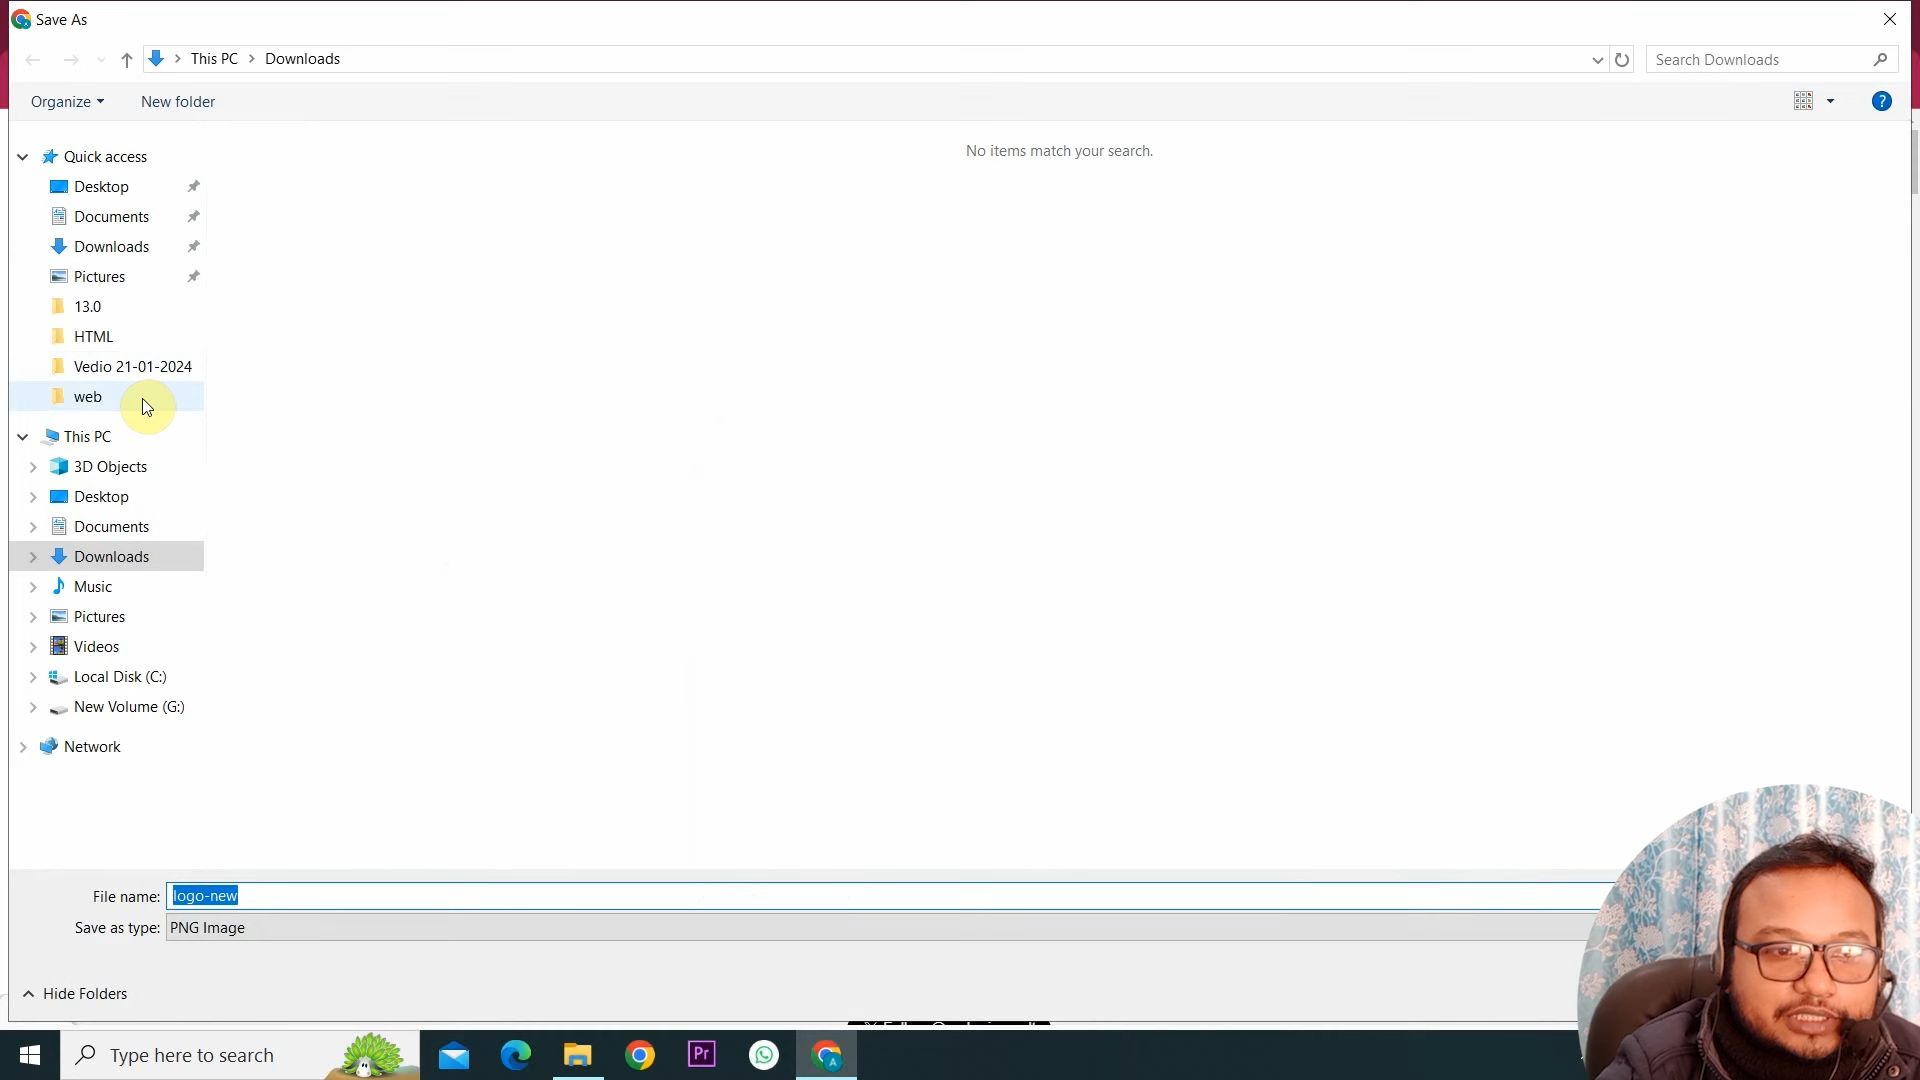 Save As
This PC > Downloads
Search Downloads
Organize
New folder
?
No items match your search.
Quick access
Desktop
Documents
Downloads
Pictures
13.0
HTML
Vedio 21-01-2024
web
This PC
3D Objects
Desktop
Documents
Downloads
Music
Pictures
Videos
Local Disk (C:)
New Volume (G:)
Network
File name: logo-new
Save as type: PNG Image
Hide Folders
Type here to search
Pr
A